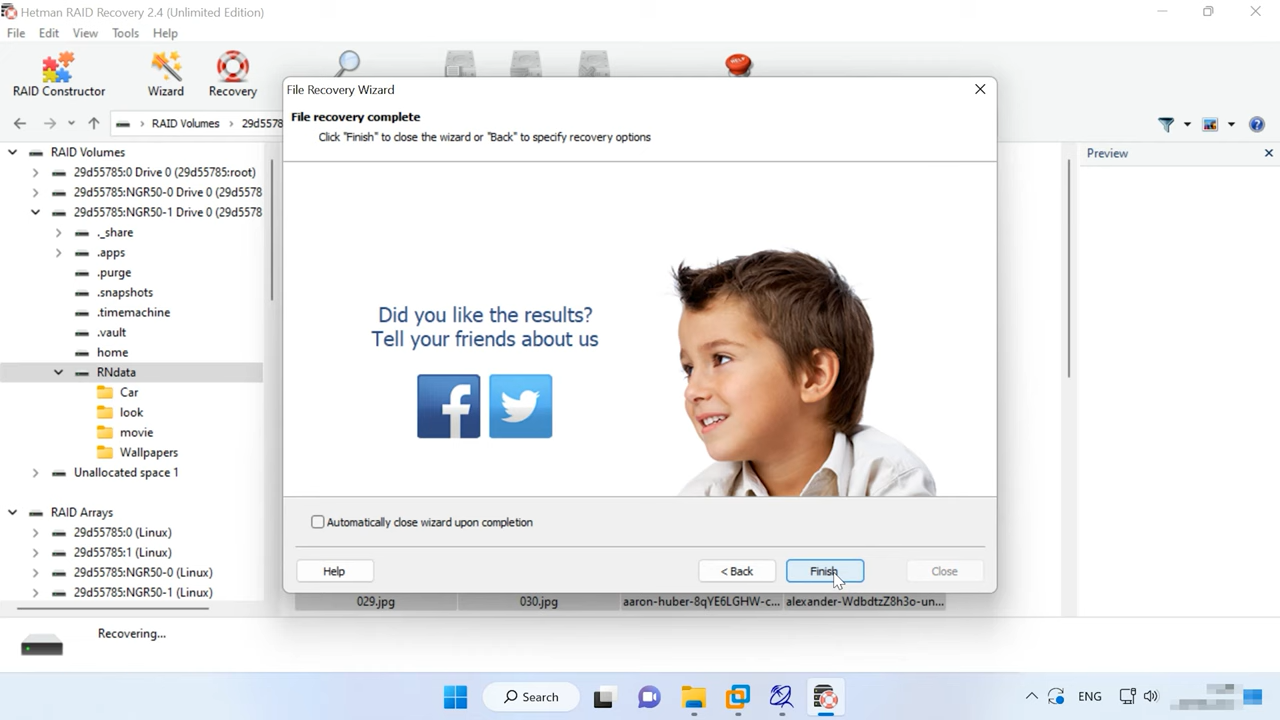 Hetman RAID Recovery 2.4 (Unlimited Edition)
File Edit View Tools Help
RAID Constructor Wizard Recovery
RAID Volumes 29d5578
File Recovery Wizard
File recovery complete
Click "Finish" to close the wizard or "Back" to specify recovery options
RAID Volumes
29d55785:0 Drive 0 (29d55785:root)
29d55785:NGR50-0 Drive 0 (29d5578
29d55785:NGR50-1 Drive 0 (29d5578
._share
.apps
.purge
.snapshots
.timemachine
.vault
home
RNdata
Car
look
movie
Wallpapers
Unallocated space 1
RAID Arrays
29d55785:0 (Linux)
29d55785:1 (Linux)
29d55785:NGR50-0 (Linux)
29d55785:NGR50-1 (Linux)
Did you like the results?
Tell your friends about us
Automatically close wizard upon completion
Help < Back Finish Close
029.jpg 030.jpg aaron-huber-8qYE6LGHW-c... alexander-WdbdtzZ8h3o-un...
Preview
Recovering...
Search
ENG